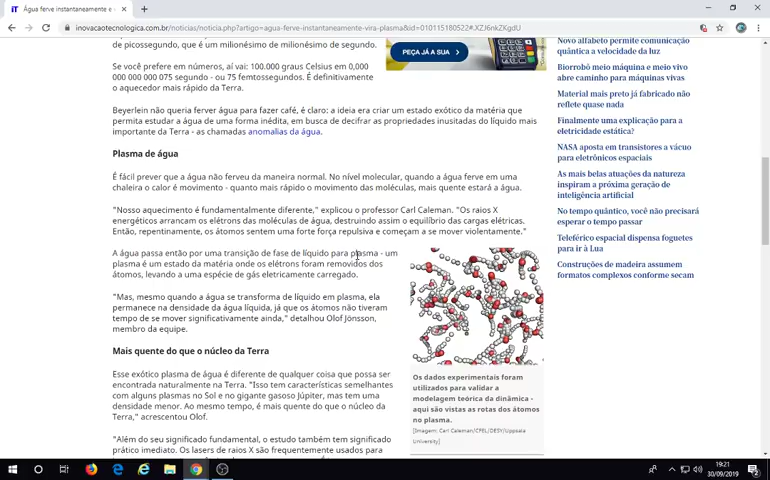 Água ferve instantaneamente e
inovacaotecnologica.com.br/noticias/noticia.php?artigo=agua-ferve-instantaneamente-vira-plasma&id=010115180522#.XZJ6nkZKgdU
de picossegundo, que é um milionésimo de milionésimo de segundo.
Se você prefere em números, aí vai: 100.000 graus Celsius em 0,000
000 000 000 075 segundo - ou 75 femtossegundos. É definitivamente
o aquecedor mais rápido da Terra.
PEÇA JÁ A SUA
Beyerlein não queria ferver água para fazer café, é claro: a ideia era criar um estado exótico da matéria que
permita estudar a água de uma forma inédita, em busca de decifrar as propriedades inusitadas do líquido mais
importante da Terra - as chamadas anomalias da água.
Plasma de água
É fácil prever que a água não ferveu da maneira normal. No nível molecular, quando a água ferve em uma
chaleira o calor é movimento - quanto mais rápido o movimento das moléculas, mais quente estará a água.
"Nosso aquecimento é fundamentalmente diferente," explicou o professor Carl Caleman. "Os raios X
energéticos arrancam os elétrons das moléculas de água, destruindo assim o equilíbrio das cargas elétricas.
Então, repentinamente, os átomos sentem uma forte força repulsiva e começam a se mover violentamente."
A água passa então por uma transição de fase de líquido para plasma - um
plasma é um estado da matéria onde os elétrons foram removidos dos
átomos, levando a uma espécie de gás eletricamente carregado.
"Mas, mesmo quando a água se transforma de líquido em plasma, ela
permanece na densidade da água líquida, já que os átomos não tiveram
tempo de se mover significativamente ainda," detalhou Olof Jönsson,
membro da equipe.
Mais quente do que o núcleo da Terra
Esse exótico plasma de água é diferente de qualquer coisa que possa ser
encontrada naturalmente na Terra. "Isso tem características semelhantes
com alguns plasmas no Sol e no gigante gasoso Júpiter, mas tem uma
densidade menor. Ao mesmo tempo, é mais quente do que o núcleo da
Terra," acrescentou Olof.
"Além do seu significado fundamental, o estudo também tem significado
prático imediato. Os lasers de raios X são frequentemente usados para
Os dados experimentais foram
utilizados para validar a
modelagem teórica da dinâmica -
aqui são vistas as rotas dos átomos
no plasma.
[Imagem: Carl Caleman/CFEL/DESY/Uppsala
University]
Novo alfabeto permite comunicação
quântica a velocidade da luz
Biorrobô meio máquina e meio vivo
abre caminho para máquinas vivas
Material mais preto já fabricado não
reflete quase nada
Finalmente uma explicação para a
eletricidade estática?
NASA aposta em transistores a vácuo
para eletrônicos espaciais
As mais belas atuações da natureza
inspiram a próxima geração de
inteligência artificial
No tempo quântico, você não precisará
esperar o tempo passar
Teleférico espacial dispensa foguetes
para ir à Lua
Construções de madeira assumem
formatos complexos conforme secam
19:21
30/09/2019